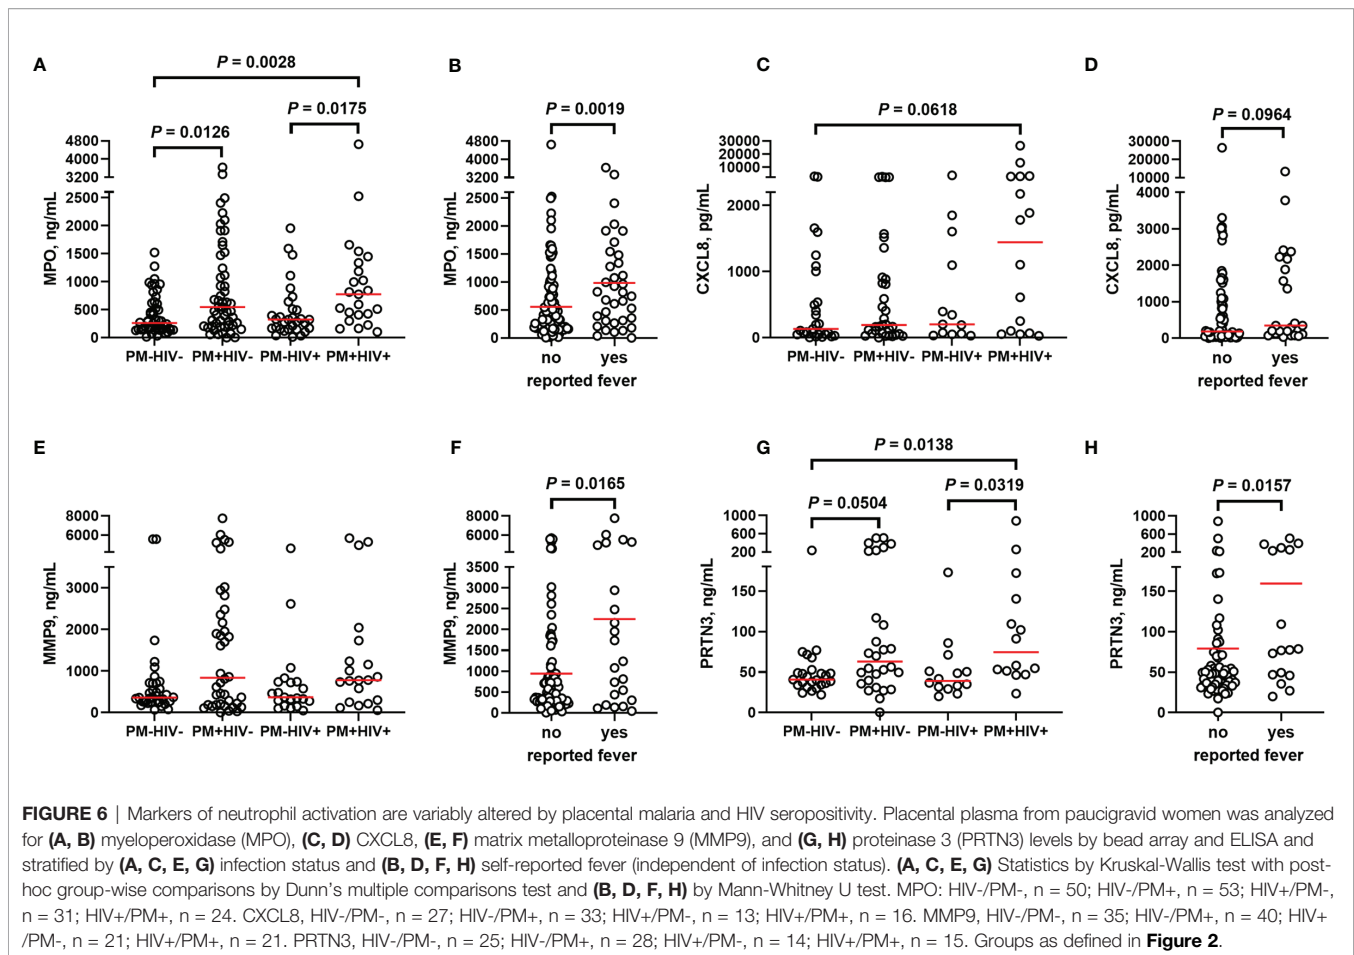 A
P = 0.0028
P = 0.0175
P = 0.0126
4800
4000
3200
2500
2000
1500
1000
500
0
MPO, ng/mL
PM-HIV- PM+HIV- PM-HIV+ PM+HIV+
B
P = 0.0019
4800
4000
3200
2500
2000
1500
1000
500
0
MPO, ng/mL
no yes
reported fever
C
P = 0.0618
30000
20000
10000
2000
1000
0
CXCL8, pg/mL
PM-HIV- PM+HIV- PM-HIV+ PM+HIV+
D
P = 0.0964
30000
20000
10000
4000
3000
2000
1000
0
CXCL8, pg/mL
no yes
reported fever
E
8000
6000
3000
2000
1000
0
MMP9, ng/mL
PM-HIV- PM+HIV- PM-HIV+ PM+HIV+
F
P = 0.0165
8000
6000
3500
3000
2500
2000
1500
1000
500
0
MMP9, ng/mL
no yes
reported fever
G
P = 0.0138
P = 0.0319
P = 0.0504
1000
600
200
150
100
50
0
PRTN3, ng/mL
PM-HIV- PM+HIV- PM-HIV+ PM+HIV+
H
P = 0.0157
1000
600
200
150
100
50
0
PRTN3, ng/mL
no yes
reported fever
FIGURE 6 | Markers of neutrophil activation are variably altered by placental malaria and HIV seropositivity. Placental plasma from paucigravid women was analyzed
for (A, B) myeloperoxidase (MPO), (C, D) CXCL8, (E, F) matrix metalloproteinase 9 (MMP9), and (G, H) proteinase 3 (PRTN3) levels by bead array and ELISA and
stratified by (A, C, E, G) infection status and (B, D, F, H) self-reported fever (independent of infection status). (A, C, E, G) Statistics by Kruskal-Wallis test with post-
hoc group-wise comparisons by Dunn's multiple comparisons test and (B, D, F, H) by Mann-Whitney U test. MPO: HIV-/PM-, n = 50; HIV-/PM+, n = 53; HIV+/PM-,
n = 31; HIV+/PM+, n = 24. CXCL8, HIV-/PM-, n = 27; HIV-/PM+, n = 33; HIV+/PM-, n = 13; HIV+/PM+, n = 16. MMP9, HIV-/PM-, n = 35; HIV-/PM+, n = 40; HIV+
/PM-, n = 21; HIV+/PM+, n = 21. PRTN3, HIV-/PM-, n = 25; HIV-/PM+, n = 28; HIV+/PM-, n = 14; HIV+/PM+, n = 15. Groups as defined in Figure 2.